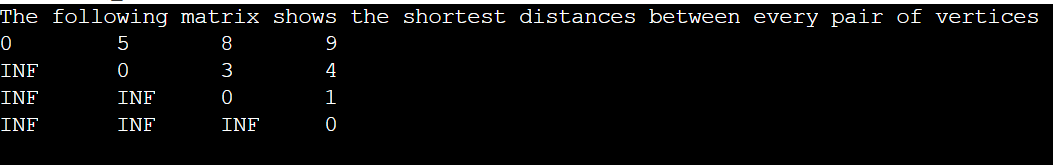 The following matrix shows the shortest distances between every pair of vertices
0 5 8 9
INF 0 3 4
INF INF 0 1
INF INF INF 0